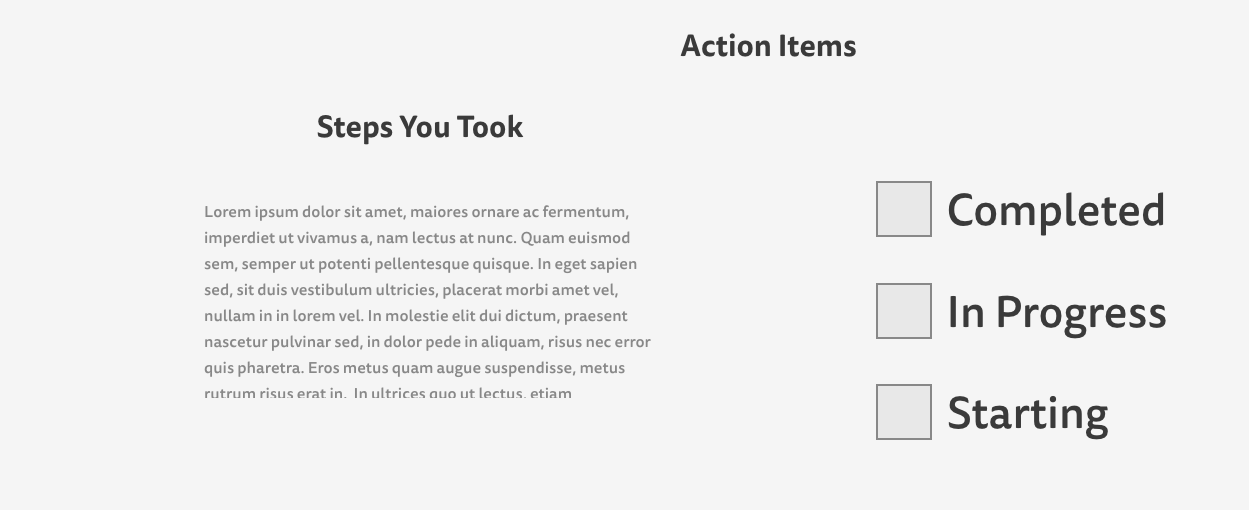 Action Items
Steps You Took
Lorem ipsum dolor sit amet, maiores ornare ac fermentum,
imperdiet ut vivamus a, nam lectus at nunc. Quam euismod
sem, semper ut potenti pellentesque quisque. In eget sapien
sed, sit duis vestibulum ultricies, placerat morbi amet vel,
nullam in in lorem vel. In molestie elit dui dictum, praesent
nascetur pulvinar sed, in dolor pede in aliquam, risus nec error
quis pharetra. Eros metus quam augue suspendisse, metus
rutrum risus erat in.  In ultrices quo ut lectus, etiam
Completed
In Progress
Starting